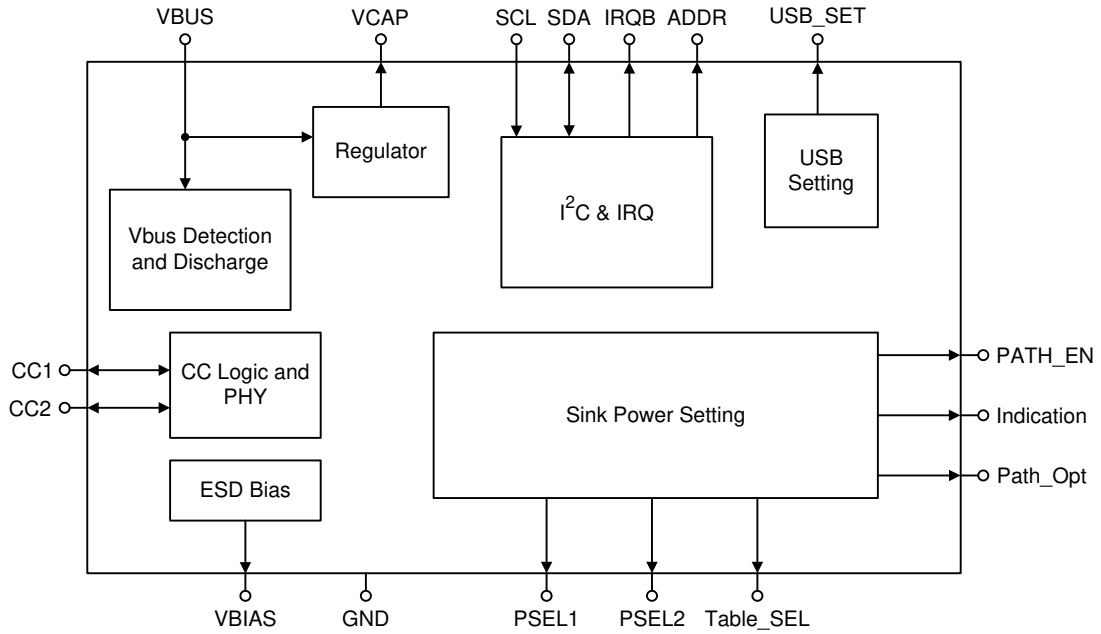 VBUS
VCAP
SCL
SDA
IRQB
ADDR
USB_SET
Regulator
USB
Setting
I²C & IRQ
Vbus Detection
and Discharge
CC1
CC2
CC Logic and
PHY
Sink Power Setting
PATH_EN
Indication
Path_Opt
ESD Bias
VBIAS
GND
PSEL1
PSEL2
Table_SEL